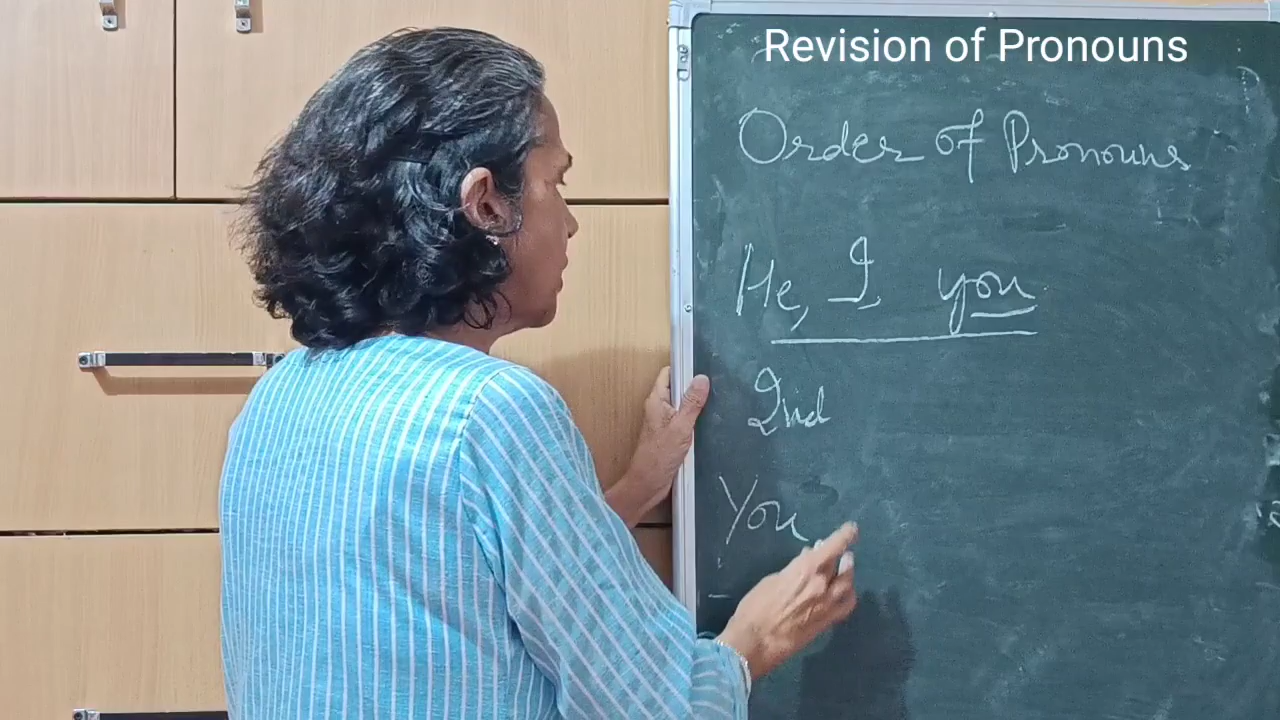 Revision of Pronouns
Order of Pronouns
He, I, you
2nd
You